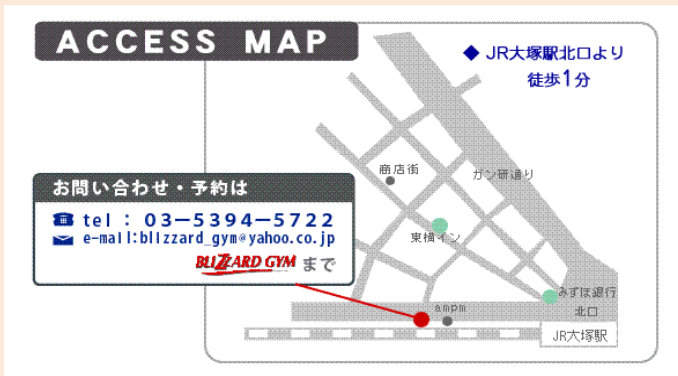 ACCESS MAP
◆ JR大塚駅北口より
徒歩1分
商店街
ガン研通り
お問い合わせ・予約は
tel : 03-5394-5722
e-mail:blizzard_gym@yahoo.co.jp
BLIZZARD GYM まで
東横イン
みずほ銀行
北口
ampm
JR大塚駅